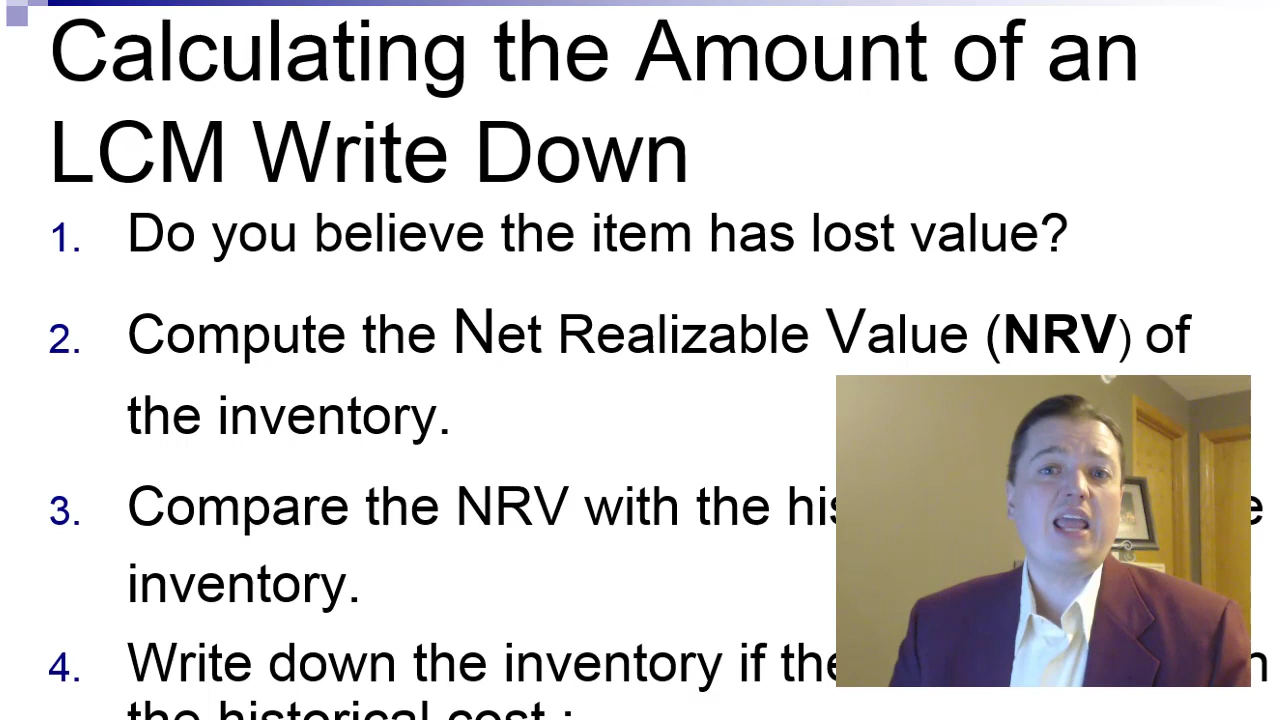 Calculating the Amount of an
LCM Write Down
1. Do you believe the item has lost value?
2. Compute the Net Realizable Value (NRV) of
the inventory.
3. Compare the NRV with the
inventory.
4. Write down the inventory if
the historical cost :